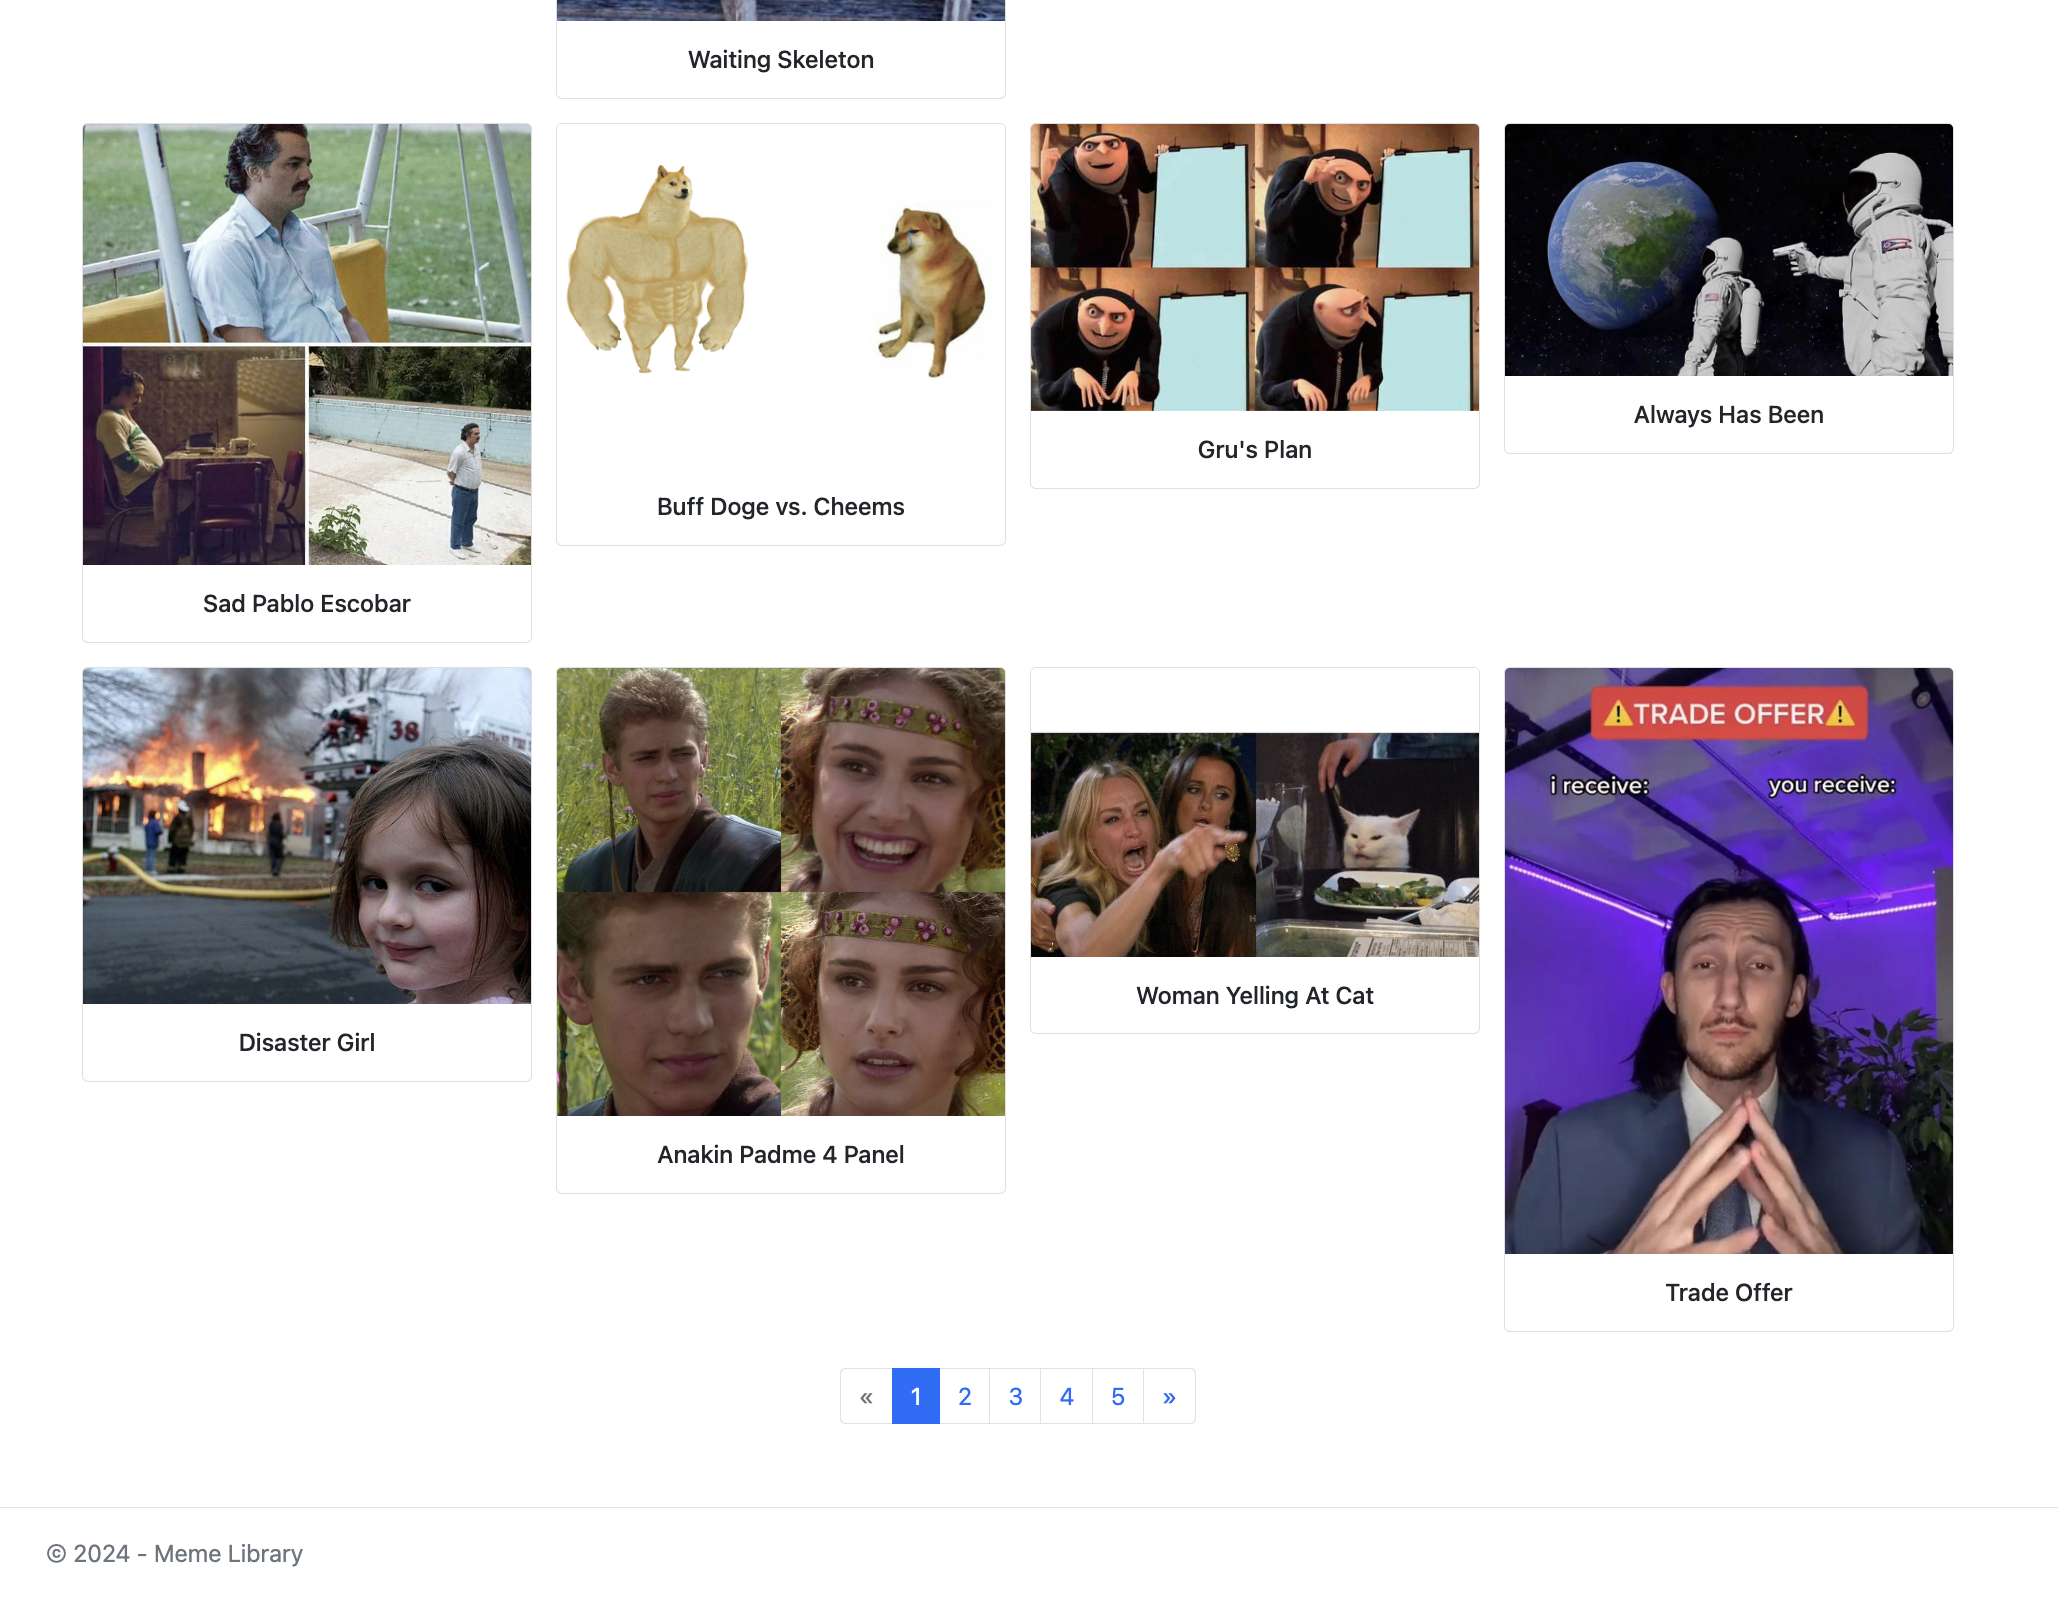 Waiting Skeleton
Sad Pablo Escobar
Buff Doge vs. Cheems
Gru's Plan
Always Has Been
38
Disaster Girl
Anakin Padme 4 Panel
Woman Yelling At Cat
⚠TRADE OFFER⚠
i receive: you receive:
Trade Offer
« 1 2 3 4 5 »
© 2024 - Meme Library